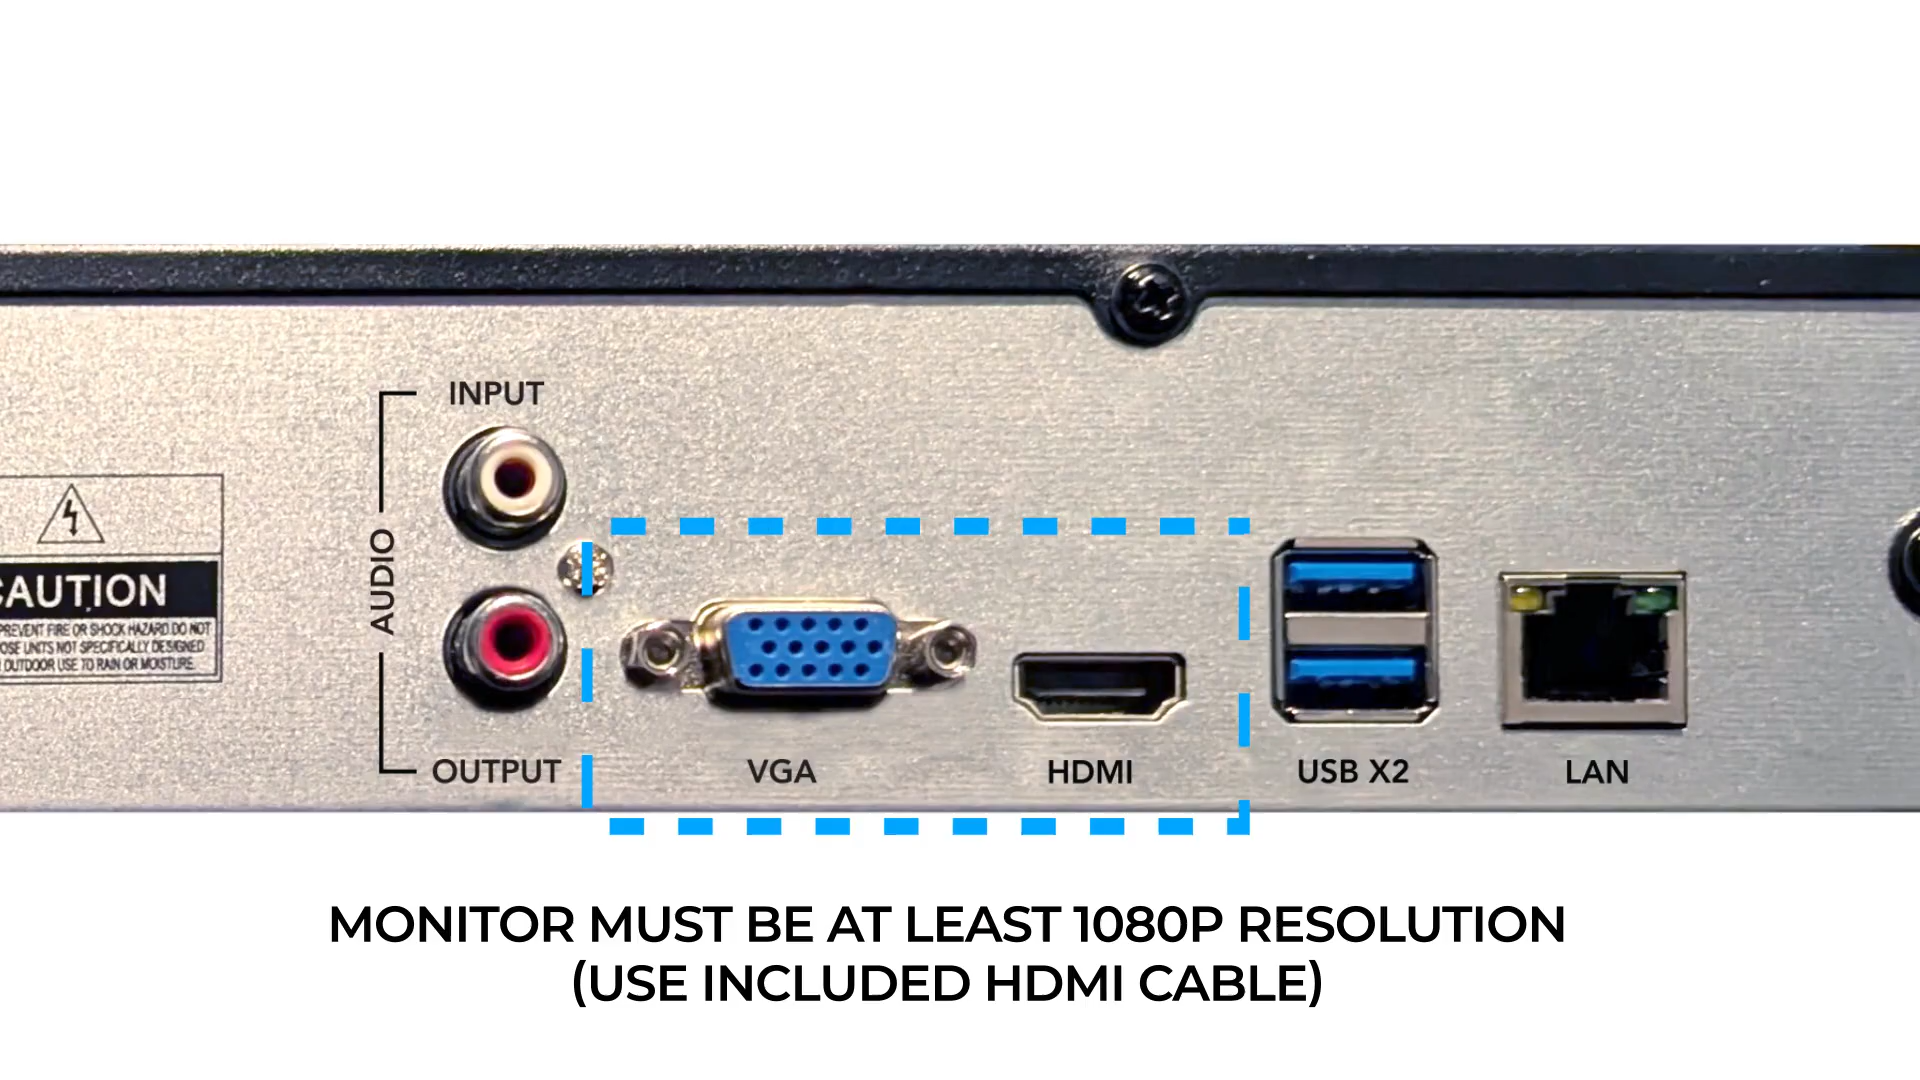 INPUT
AUDIO
OUTPUT
CAUTION
PREVENT FIRE OR SHOCK HAZARD DO NOT
OSE UNITS NOT SPECIFICALLY DESIGNED
OUTDOOR USE TO RAIN OR MOISTURE.
VGA
HDMI
USB X2
LAN
MONITOR MUST BE AT LEAST 1080P RESOLUTION
(USE INCLUDED HDMI CABLE)